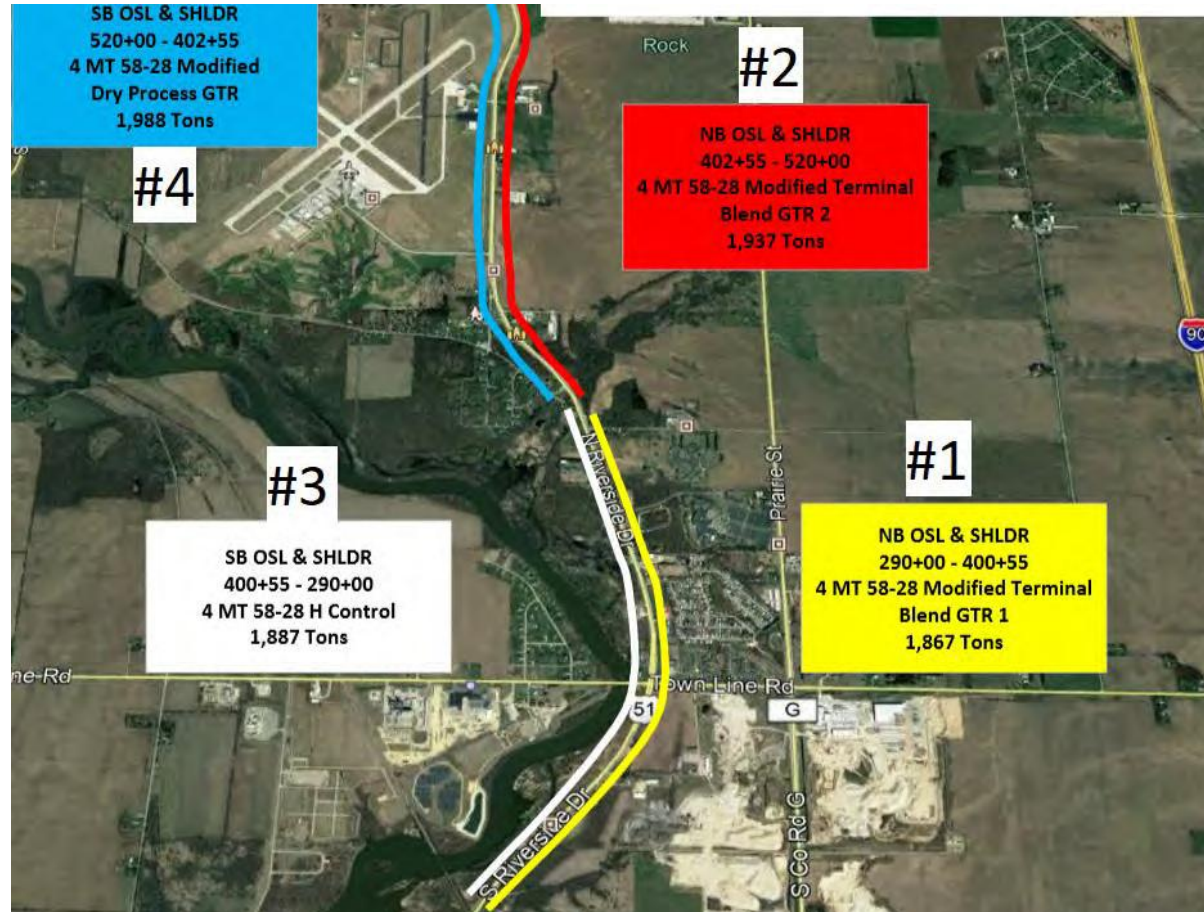 SB OSL & SHLDR
520+00 - 402+55
4 MT 58-28 Modified
Dry Process GTR
1,988 Tons
#4
Rock
#2
NB OSL & SHLDR
402+55 - 520+00
4 MT 58-28 Modified Terminal
Blend GTR 2
1,937 Tons
90
N Riverside Dr
Prairie St
#3
SB OSL & SHLDR
400+55 - 290+00
4 MT 58-28 H Control
1,887 Tons
#1
NB OSL & SHLDR
290+00 - 400+55
4 MT 58-28 Modified Terminal
Blend GTR 1
1,867 Tons
ne Rd
Town Line Rd
51
G
S Riverside Dr
S Co Rd G